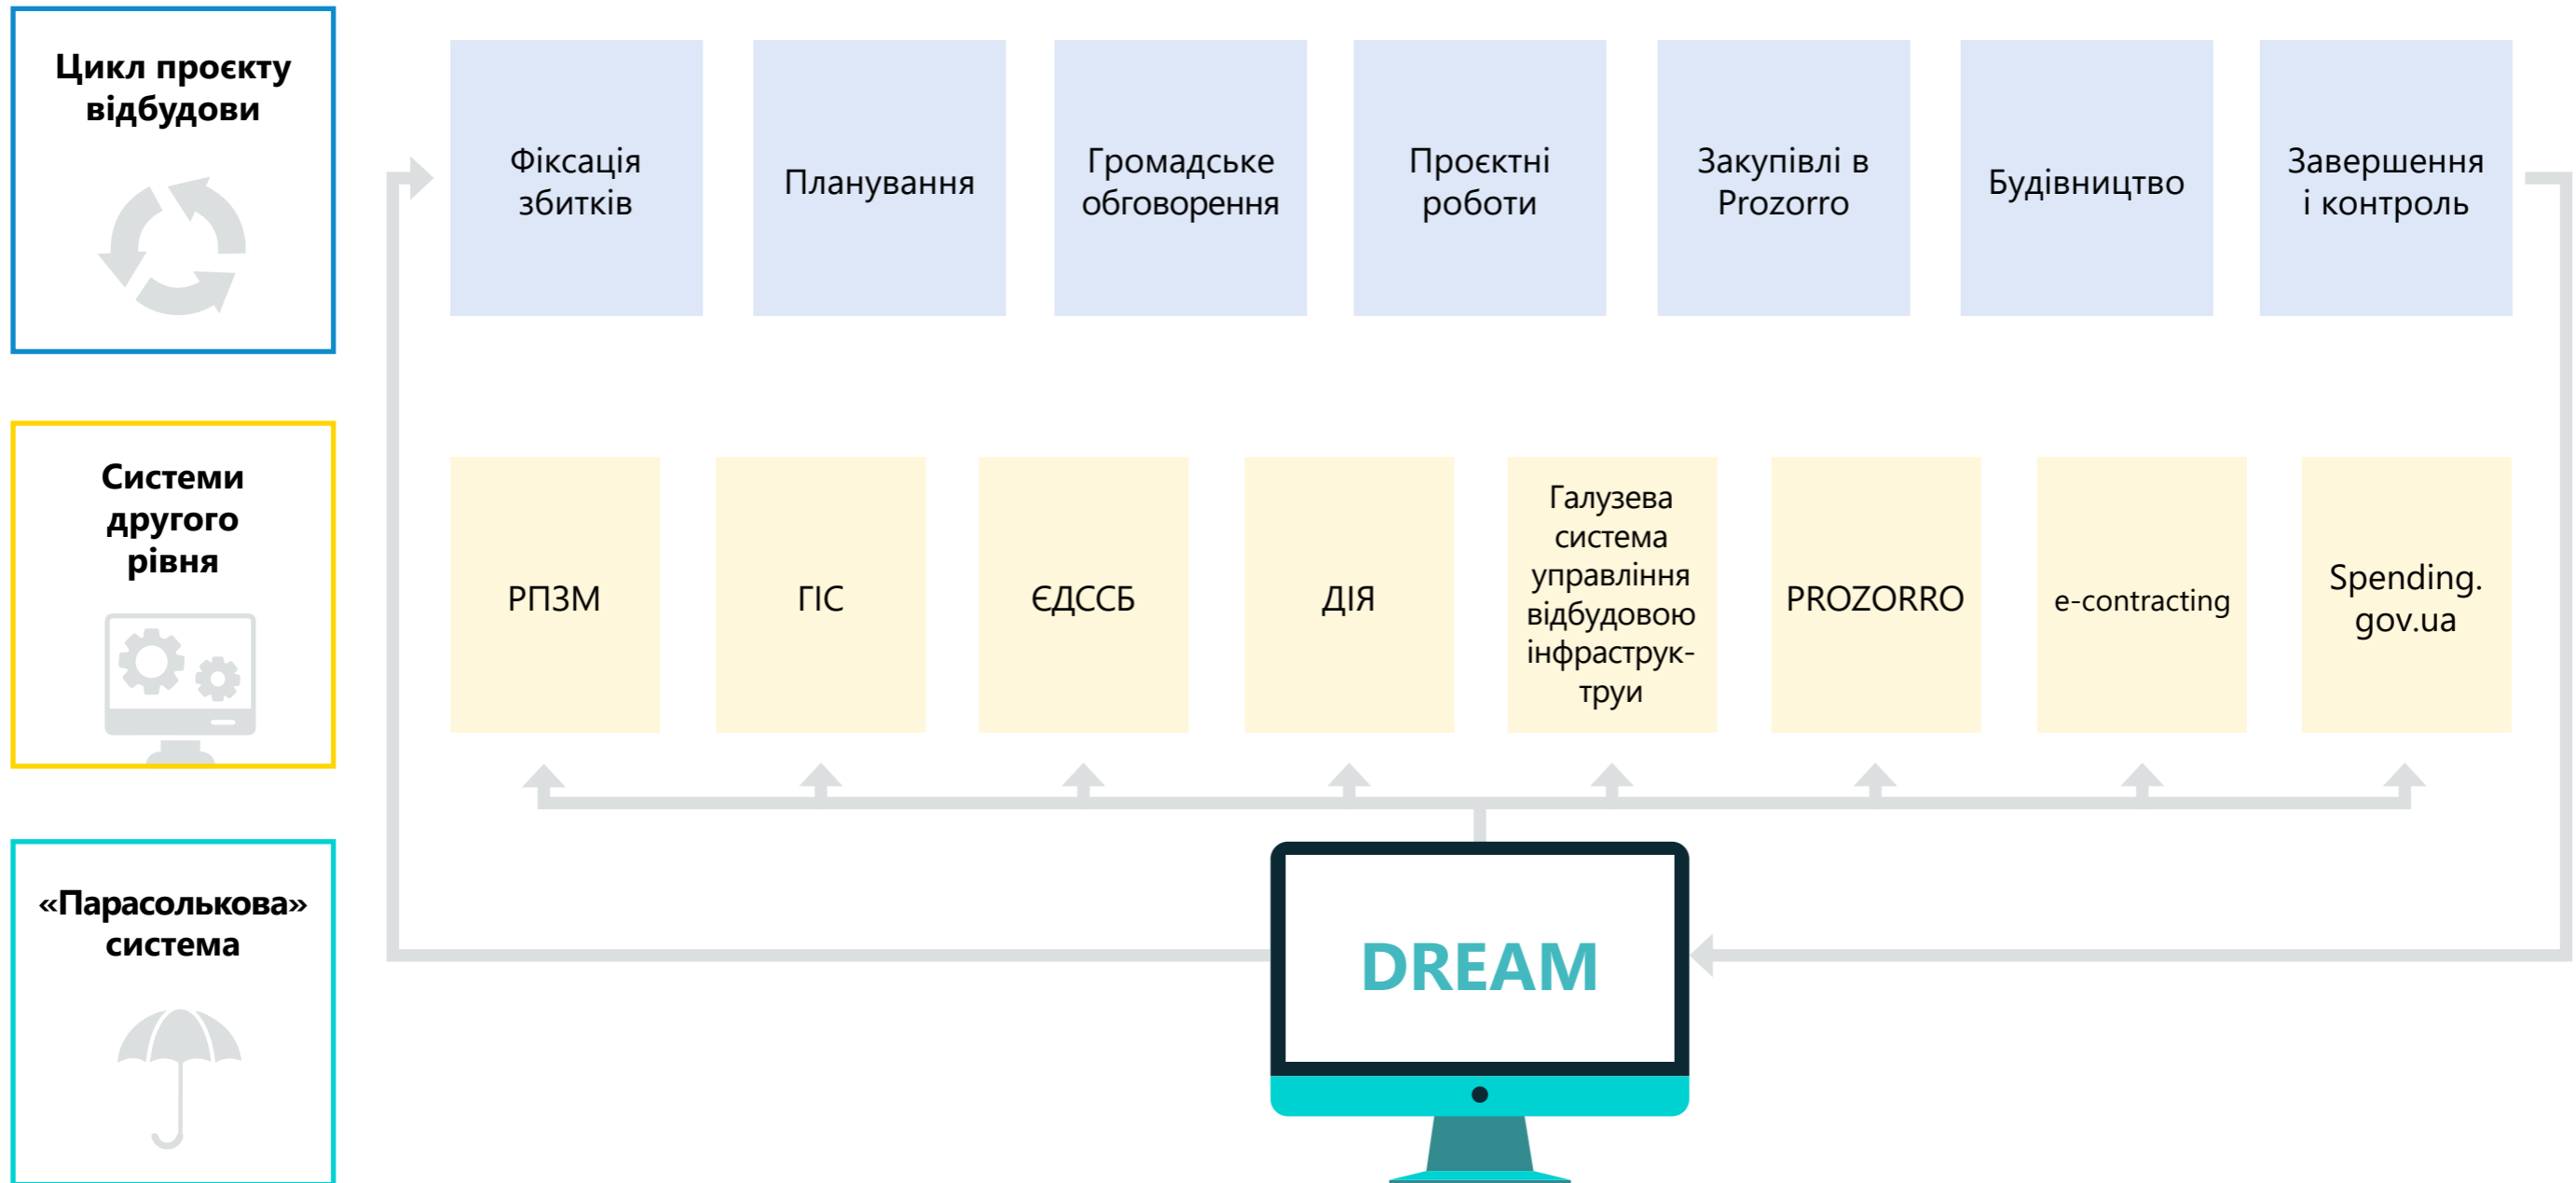 Цикл проєкту
відбудови
Фіксація
збитків
Планування
Громадське
обговорення
Проєктні
роботи
Закупівлі в
Prozorro
Будівництво
Завершення
і контроль
Системи
другого
рівня
РПЗМ
ГІС
ЄДССБ
ДІЯ
Галузева
система
управління
відбудовою
інфраструк-
труи
PROZORRO
e-contracting
Spending.
gov.ua
«Парасолькова»
система
DREAM